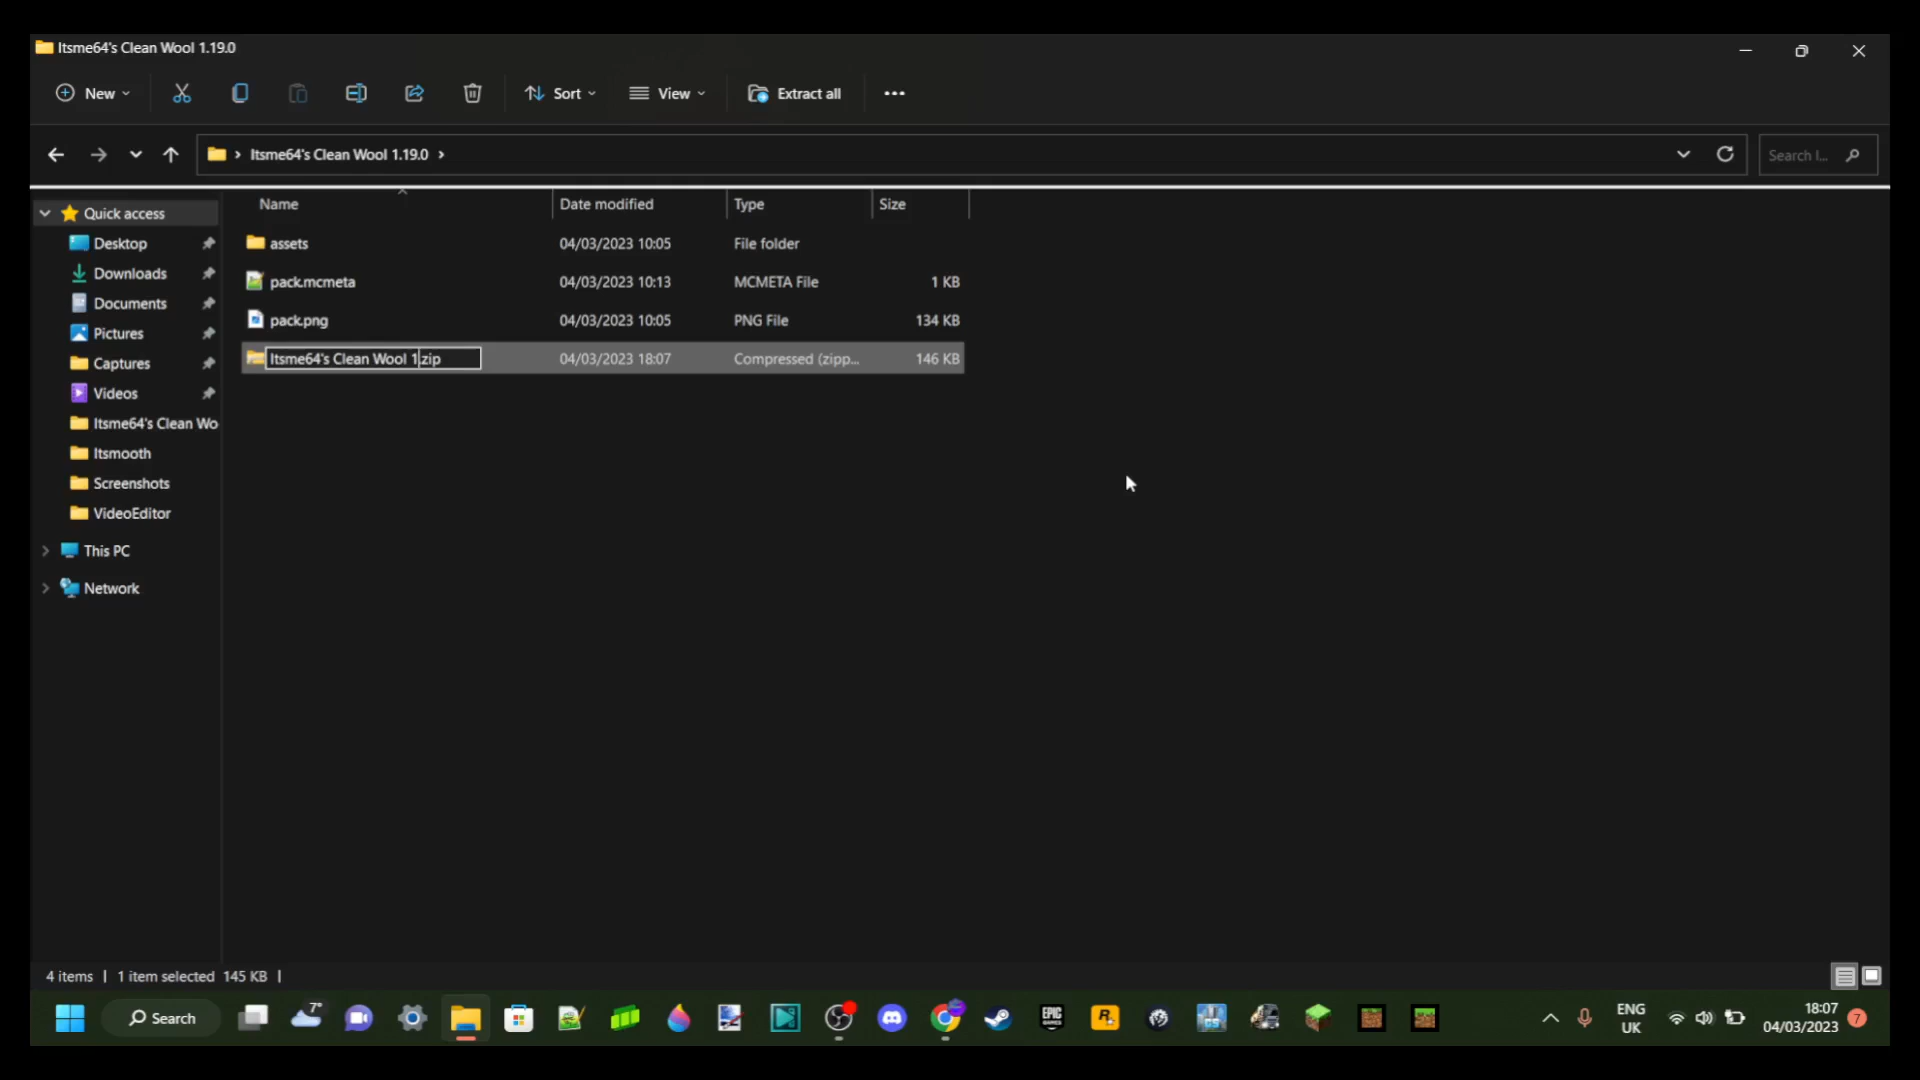 Itsme64's Clean Wool 1.19.0
New
Sort
View
Extract all
Itsme64's Clean Wool 1.19.0
Search I...
Name
Date modified
Type
Size
Quick access
Desktop
Downloads
Documents
Pictures
Captures
Videos
Itsme64's Clean Wo
Itsmooth
Screenshots
VideoEditor
This PC
Network
assets 04/03/2023 10:05 File folder
pack.mcmeta 04/03/2023 10:13 MCMETA File 1 KB
pack.png 04/03/2023 10:05 PNG File 134 KB
Itsme64's Clean Wool 1.zip 04/03/2023 18:07 Compressed (zipp... 146 KB
4 items 1 item selected 145 KB
Search
7°
EPIC
GAMES
R
ENG
UK
18:07
04/03/2023
7